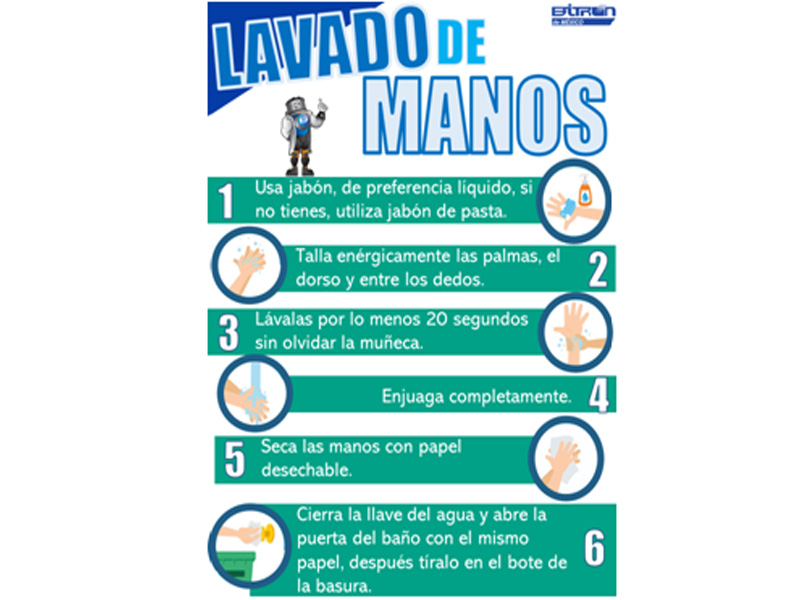 LAVADO DE
MANOS
BITRON
de MÉXICO
1
Usa jabón, de preferencia líquido, si
no tienes, utiliza jabón de pasta.
Talla enérgicamente las palmas, el
dorso y entre los dedos.
2
3
Lávalas por lo menos 20 segundos
sin olvidar la muñeca.
Enjuaga completamente.
4
5
Seca las manos con papel
desechable.
Cierra la llave del agua y abre la
puerta del baño con el mismo
papel, después tíralo en el bote de
la basura.
6